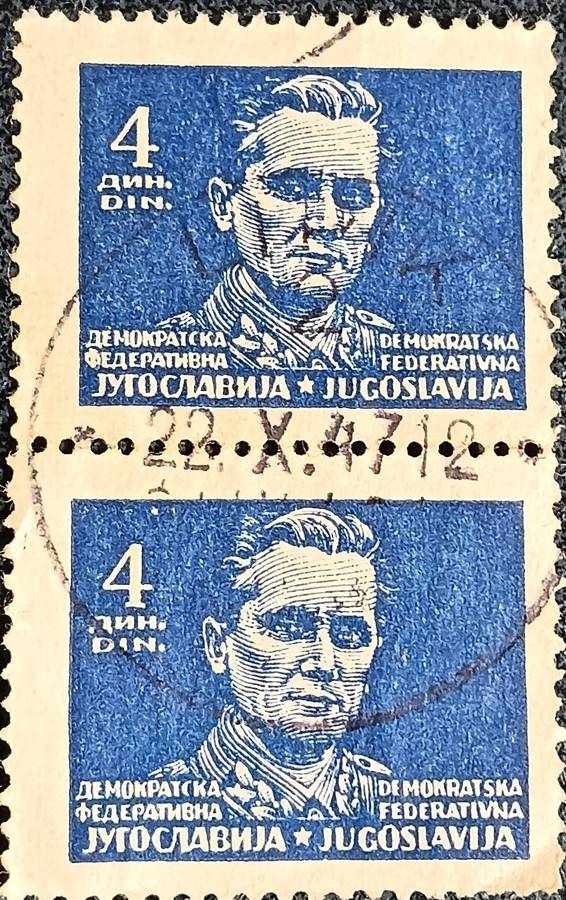 4
ДИН.
DIN.
ДЕМОКРАТСКА DEMOKRATSKA
ФЕДЕРАТИВНА FEDERATIVNA
ЈУГОСЛАВИЈА ★ JUGOSLAVIJA
22. X. 47 12
4
ДИН.
DIN.
ДЕМОКРАТСКА DEMOKRATSKA
ФЕДЕРАТИВНА FEDERATIVNA
ЈУГОСЛАВИЈА ★ JUGOSLAVIJA